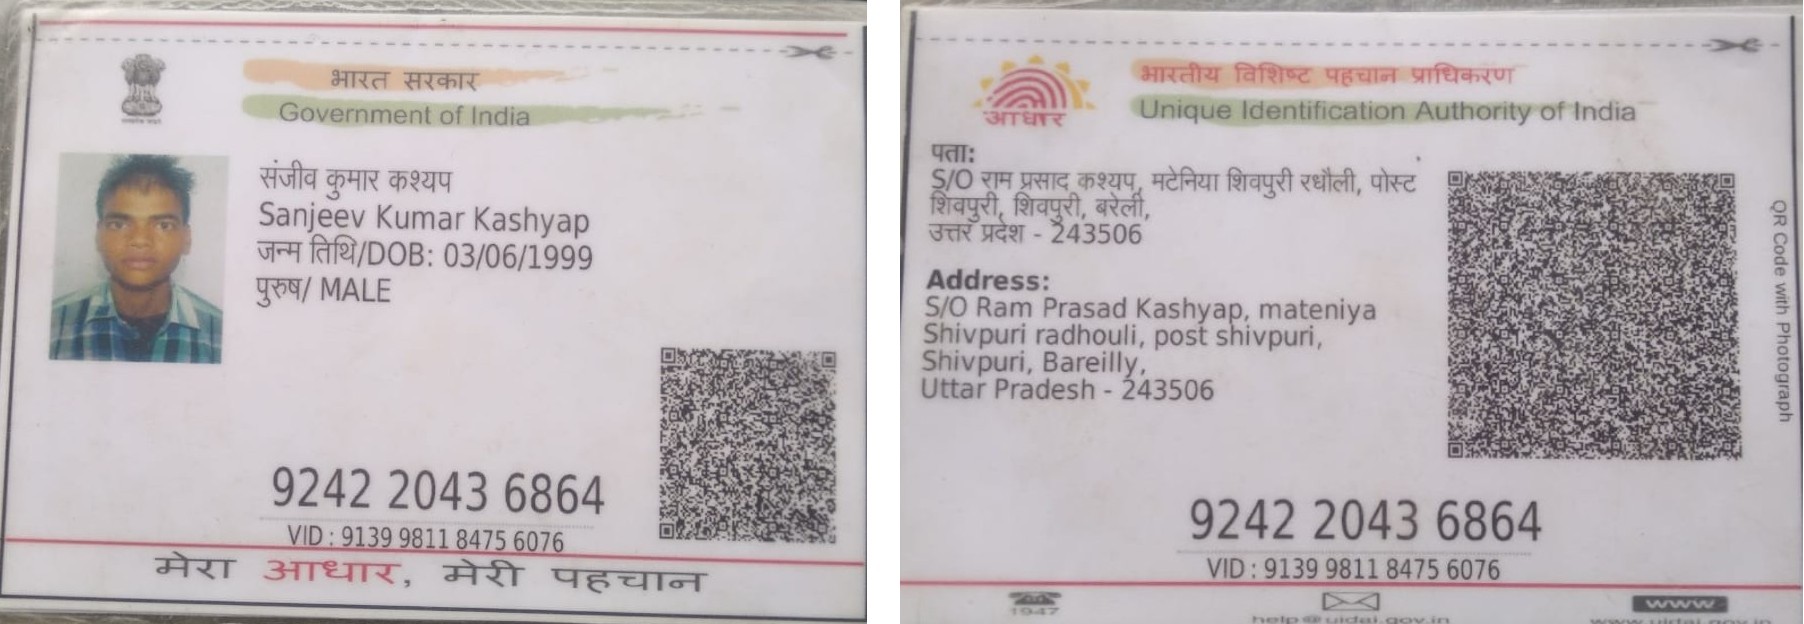 भारत सरकार
Government of India
संजीव कुमार कश्यप
Sanjeev Kumar Kashyap
जन्म तिथि/DOB: 03/06/1999
पुरुष/ MALE
9242 2043 6864
VID : 9139 9811 8475 6076
मेरा आधार, मेरी पहचान
भारतीय विशिष्ट पहचान प्राधिकरण
Unique Identification Authority of India
आधार
पता:
S/O राम प्रसाद कश्यप, मटेनिया शिवपुरी रधौली, पोस्ट
शिवपुरी, शिवपुरी, बरेली,
उत्तर प्रदेश - 243506
Address:
S/O Ram Prasad Kashyap, mateniya
Shivpuri radhouli, post shivpuri,
Shivpuri, Bareilly,
Uttar Pradesh - 243506
QR Code with Photograph
9242 2043 6864
VID : 9139 9811 8475 6076
1947
help@uidai.gov.in
www
www.uidai.gov.in